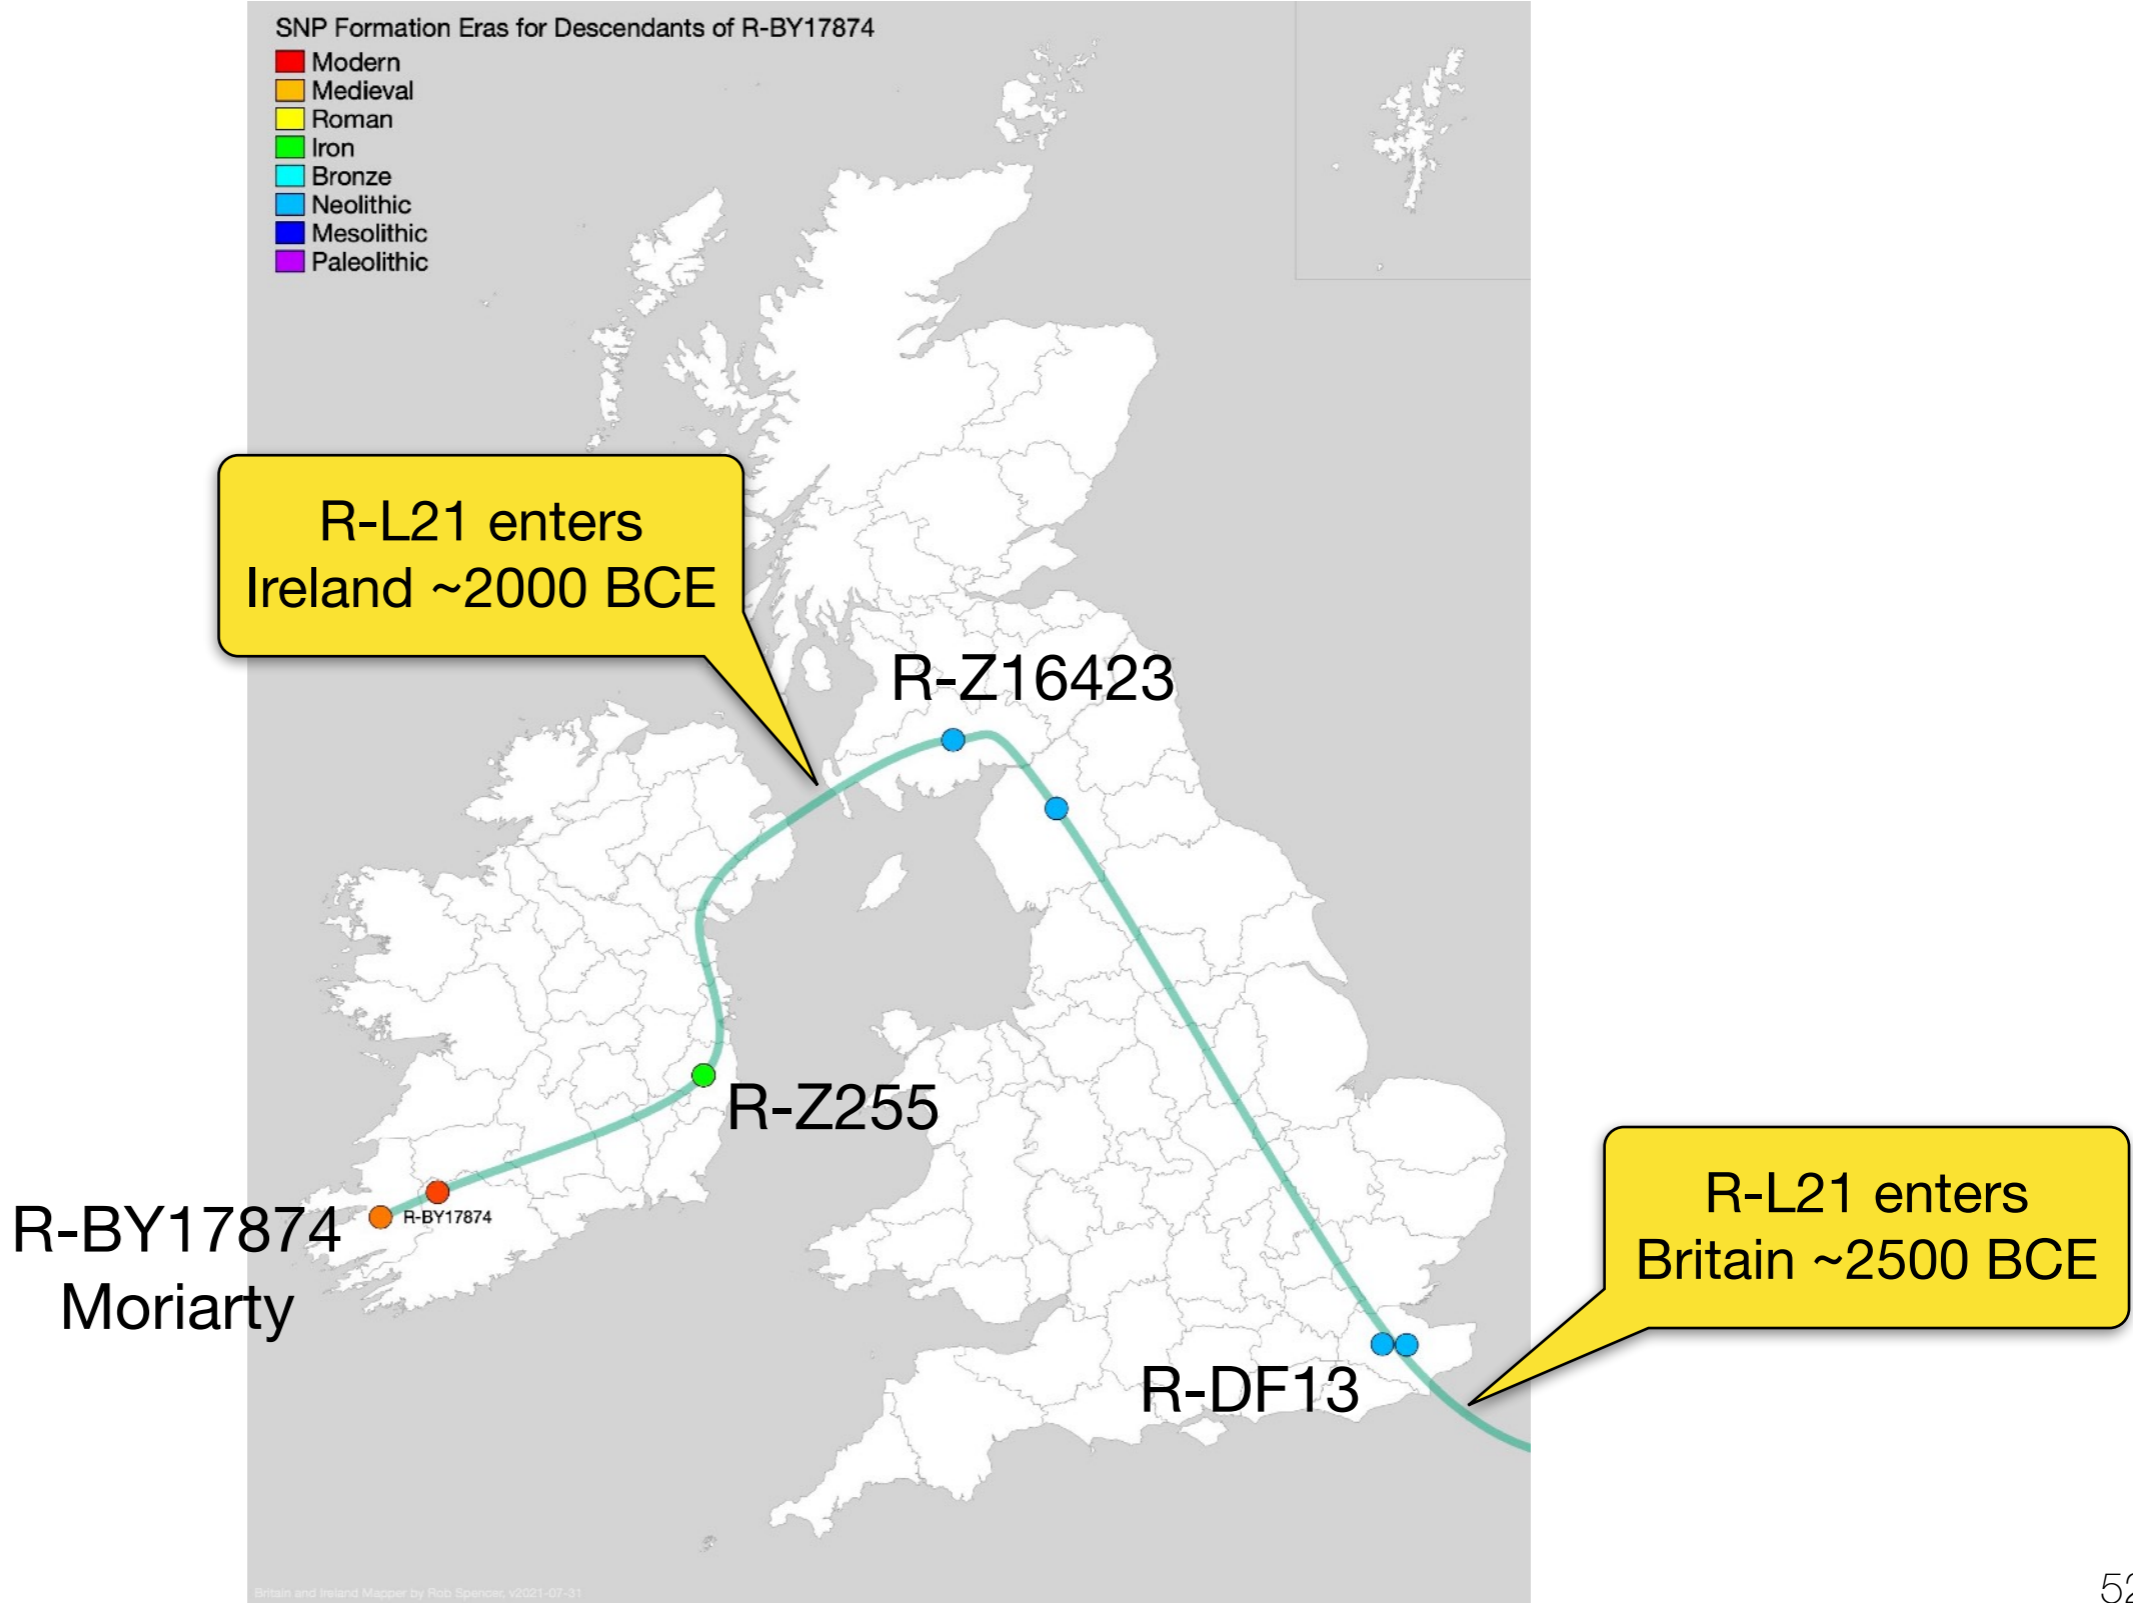 SNP Formation Eras for Descendants of R-BY17874
Modern
Medieval
Roman
Iron
Bronze
Neolithic
Mesolithic
Paleolithic
R-L21 enters
Ireland ~2000 BCE
R-Z16423
R-Z255
R-BY17874
Moriarty
R-BY17874
R-L21 enters
Britain ~2500 BCE
R-DF13
Britain and Ireland Mapper by Rob Spencer, v2021-07-31
52